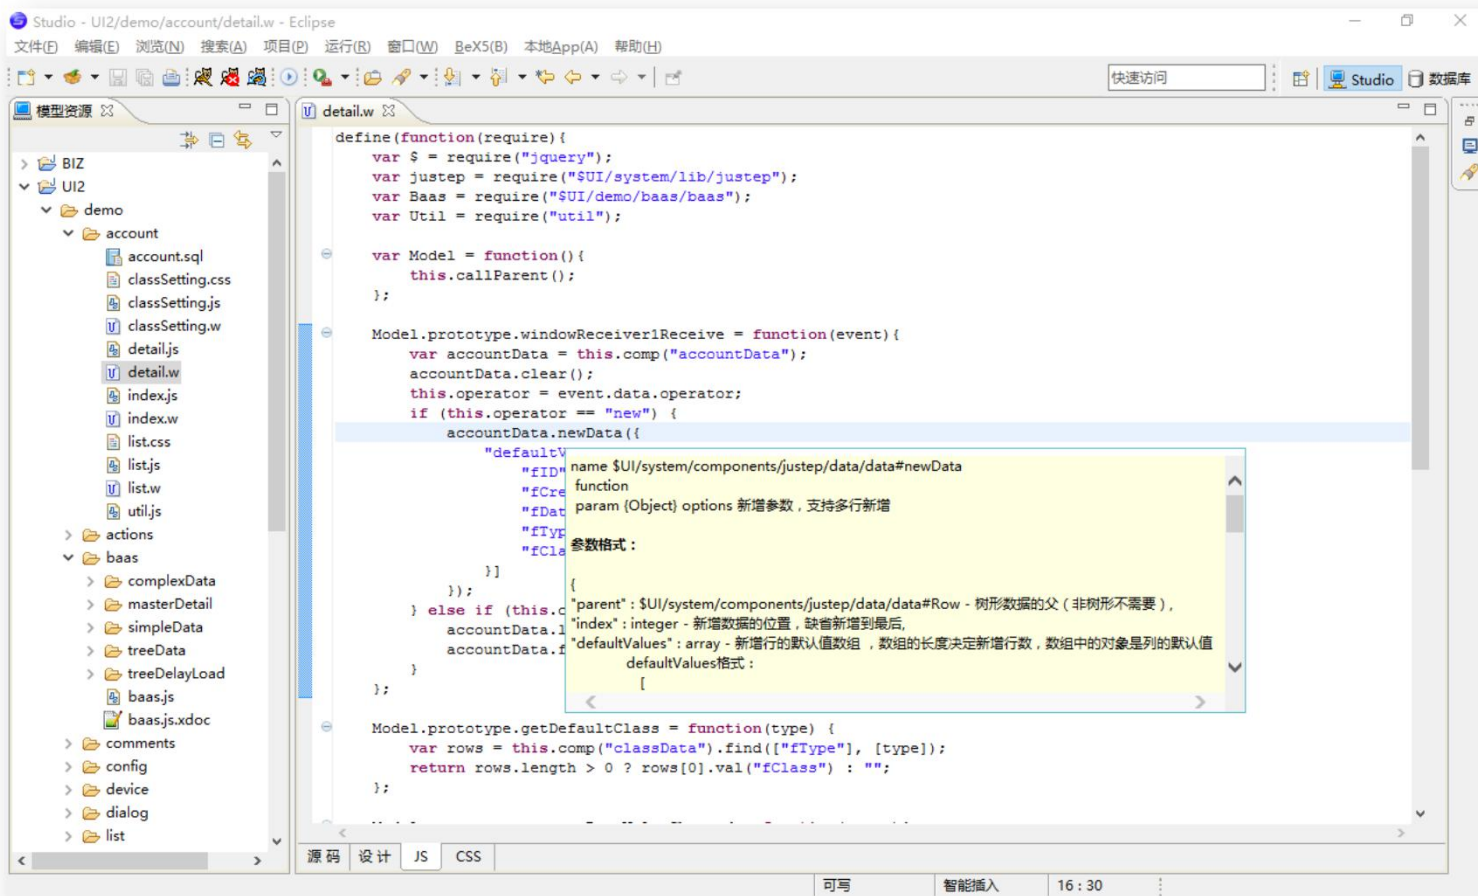 Studio - UI2/demo/account/detail.w - Eclipse
文件(F) 编辑(E) 浏览(N) 搜索(A) 项目(P) 运行(R) 窗口(W) BeX5(B) 本地App(A) 帮助(H)
快速访问
Studio
数据库
模型资源
BIZ
UI2
demo
account
account.sql
classSetting.css
classSetting.js
classSetting.w
detail.js
detail.w
index.js
index.w
list.css
list.js
list.w
util.js
actions
baas
complexData
masterDetail
simpleData
treeData
treeDelayLoad
baas.js
baas.js.xdoc
comments
config
device
dialog
list
detail.w
define(function(require){
var $ = require("jquery");
var justep = require("$UI/system/lib/justep");
var Baas = require("$UI/demo/baas/baas");
var Util = require("util");
var Model = function(){
this.callParent();
};
Model.prototype.windowReceiver1Receive = function(event){
var accountData = this.comp("accountData");
accountData.clear();
this.operator = event.data.operator;
if (this.operator == "new") {
accountData.newData({
"defaultV
"fID"
"fCre
"fDat
"fTyp
"fCla
}]
});
} else if (this.c
accountData.l
accountData.f
}
};
name $UI/system/components/justep/data/data#newData
function
param {Object} options 新增参数，支持多行新增
参数格式：
{
"parent" : $UI/system/components/justep/data/data#Row - 树形数据的父（非树形不需要）,
"index" : integer - 新增数据的位置，缺省新增到最后,
"defaultValues" : array - 新增行的默认值数组 ，数组的长度决定新增行数，数组中的对象是列的默认值
defaultValues格式：
[
Model.prototype.getDefaultClass = function(type) {
var rows = this.comp("classData").find(["fType"], [type]);
return rows.length > 0 ? rows[0].val("fClass") : "";
};
源码 设计 JS CSS
可写 智能插入 16 : 30